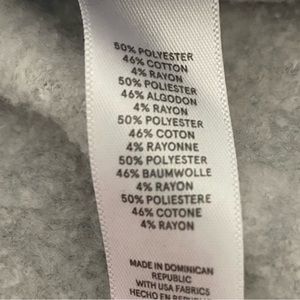 50% POLYESTER
46% COTTON
4% RAYON
50% POLIESTER
46% ALGODON
4% RAYON
50% POLYESTER
46% COTON
4% RAYONNE
50% POLYESTER
46% BAUMWOLLE
4% RAYON
50% POLIESTERE
46% COTONE
4% RAYON
MADE IN DOMINICAN
REPUBLIC
WITH USA FABRICS
HECHO EN